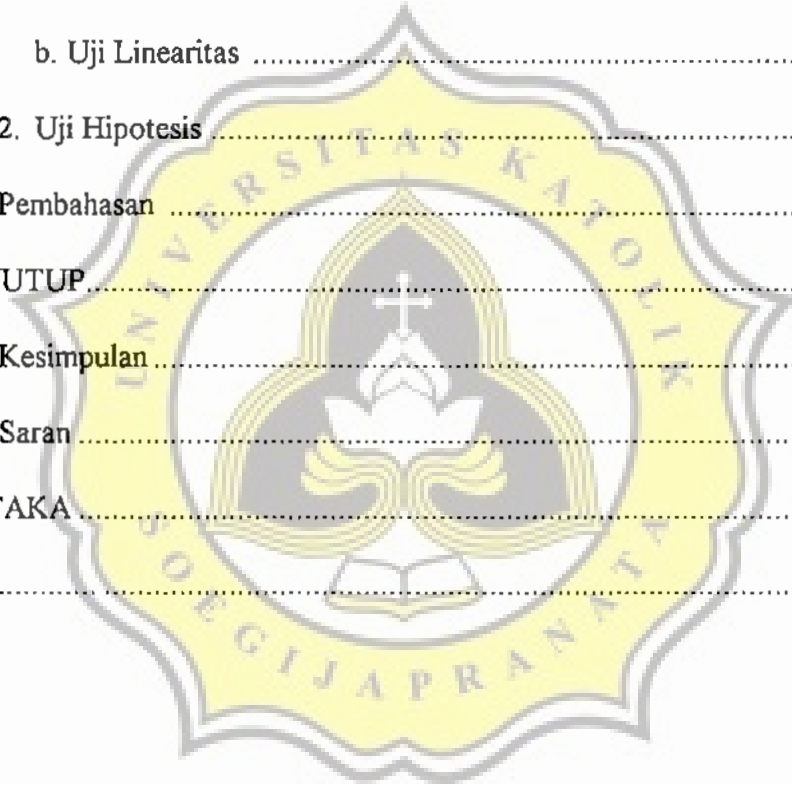 b. Uji Linearitas ........................................
2. Uji Hipotesis ........................................
Pembahasan ........................................
UTUP ........................................
Kesimpulan ........................................
Saran ........................................
AKA ........................................
UNIVERSITAS KATOLIK
SOEGIJAPRANATA